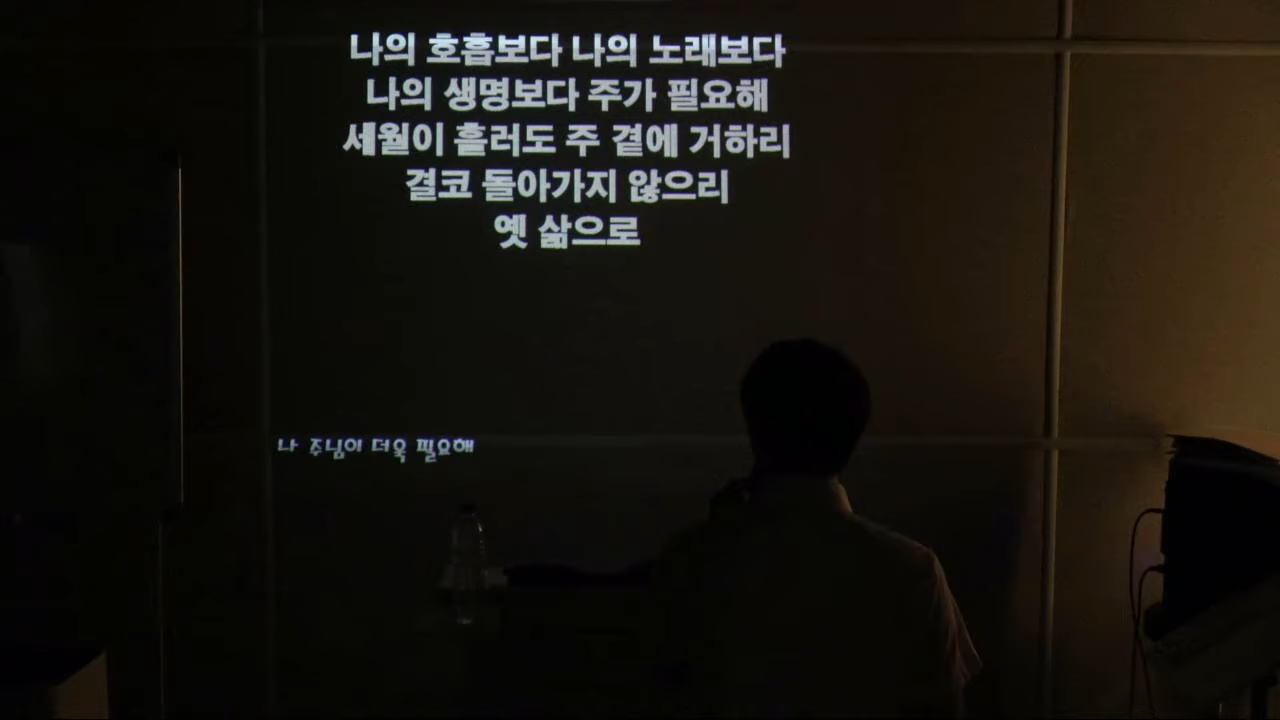 나의 호흡보다 나의 노래보다
나의 생명보다 주가 필요해
세월이 흘러도 주 곁에 거하리
결코 돌아가지 않으리
옛 삶으로
나 주님이 더욱 필요해